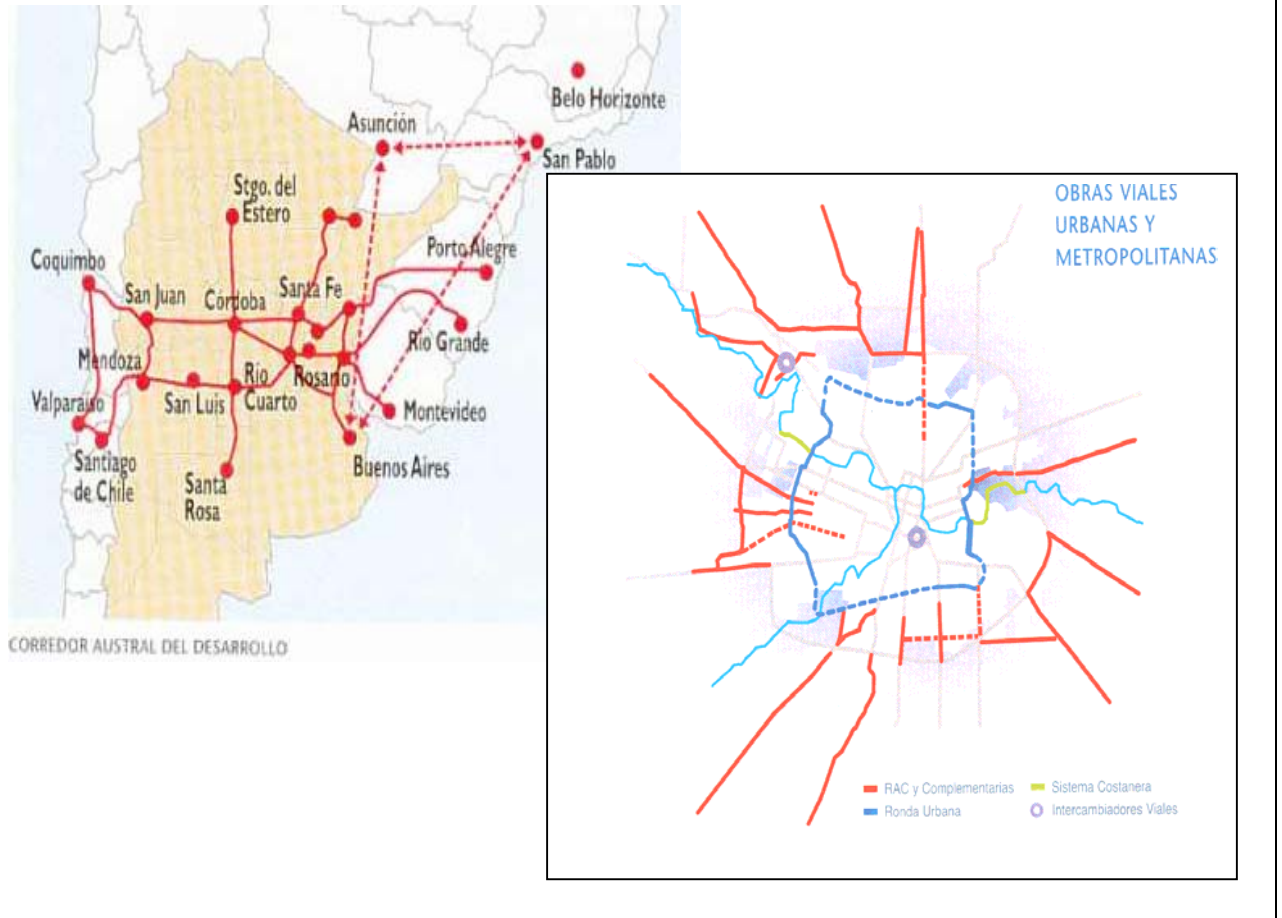 Belo Horizonte
Asunción
San Pablo
Stgo. del
Estero
Porto Alegre
Coquimbo
San Juan
Córdoba
Santa Fe
Mendoza
Río Grande
Río
Cuarto
Rosario
Valparaíso
San Luis
Montevideo
Santiago
de Chile
Santa
Rosa
Buenos Aires
CORREDOR AUSTRAL DEL DESARROLLO
OBRAS VIALES
URBANAS Y
METROPOLITANAS
RAC y Complementarias
Sistema Costanera
Ronda Urbana
Intercambiadores Viales